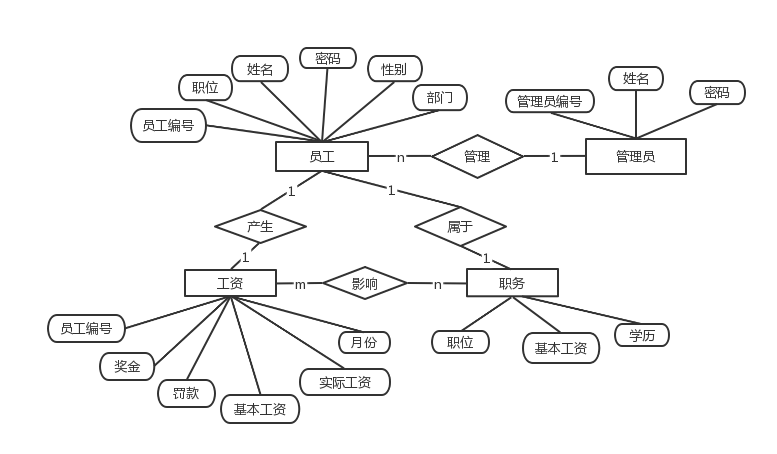 密码
姓名
性别
姓名
职位
部门
密码
管理员编号
员工编号
员工
n
管理
1
管理员
1
1
产生
属于
1
1
工资
m
影响
n
职务
员工编号
月份
职位
基本工资
学历
奖金
实际工资
罚款
基本工资